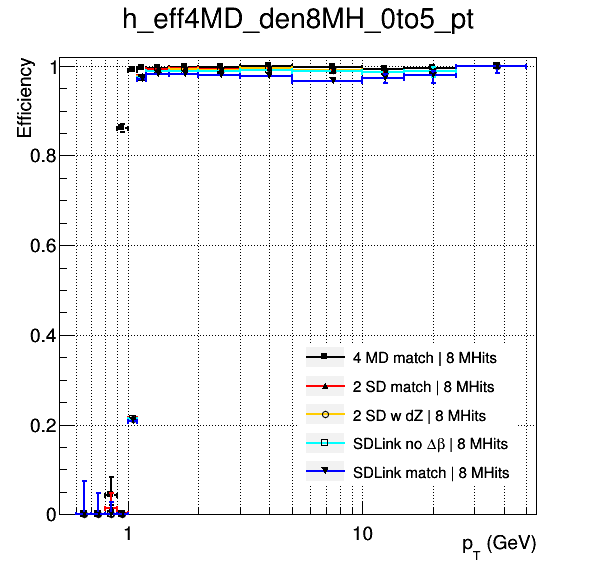 h_eff4MD_den8MH_0to5_pt
Efficiency
1
0.8
0.6
0.4
0.2
0
4 MD match | 8 MHits
2 SD match | 8 MHits
2 SD w dZ | 8 MHits
SDLink no Δβ | 8 MHits
SDLink match | 8 MHits
1
10
p_T (GeV)